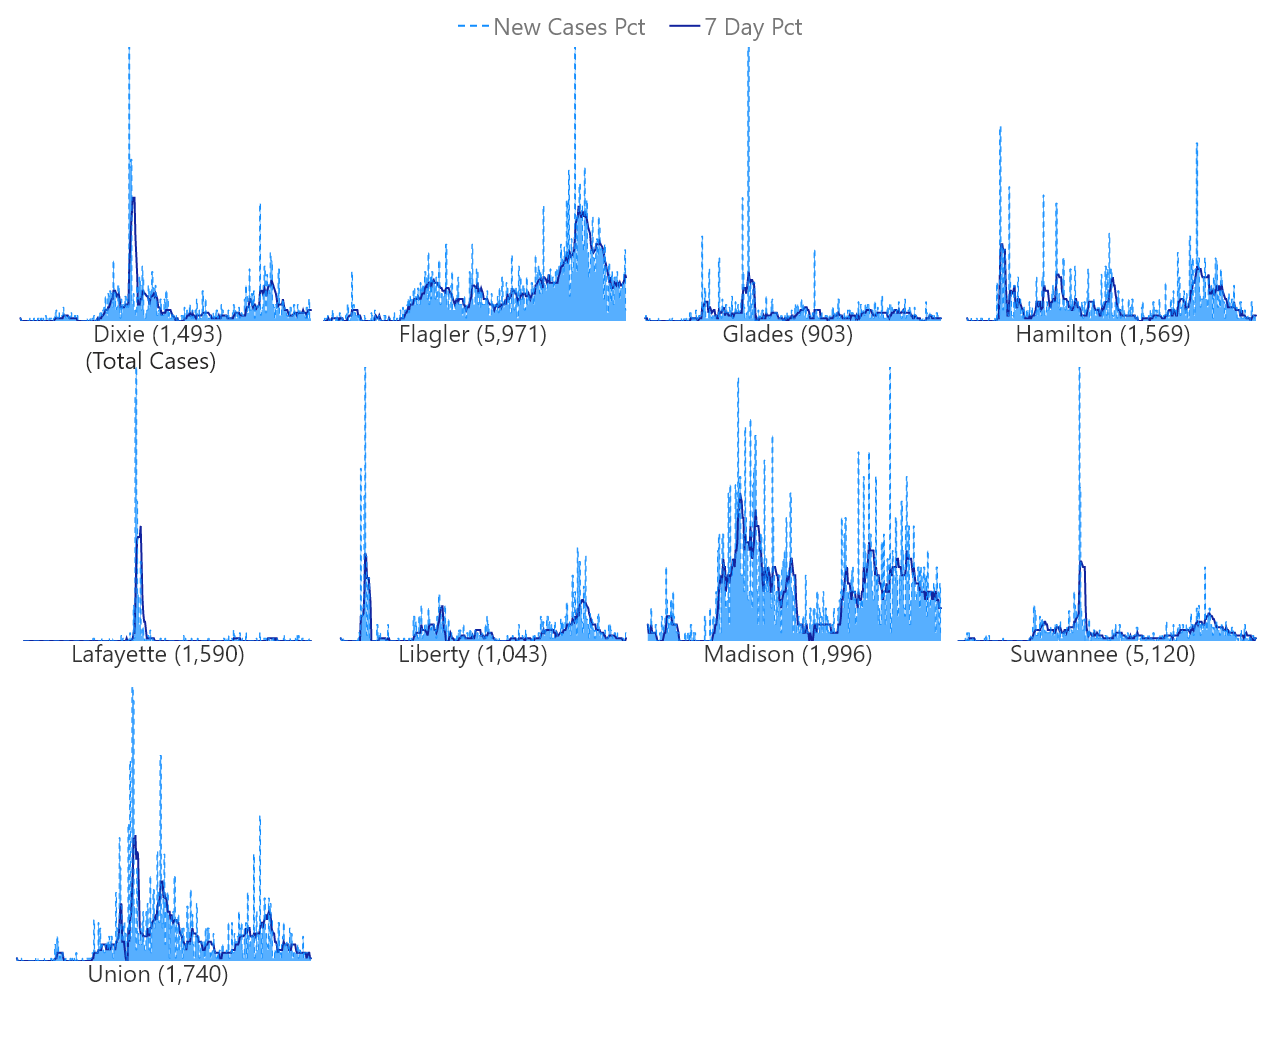 New Cases Pct 7 Day Pct
Dixie (1,493) Flagler (5,971) Glades (903) Hamilton (1,569)
(Total Cases)
Lafayette (1,590) Liberty (1,043) Madison (1,996) Suwannee (5,120)
Union (1,740)